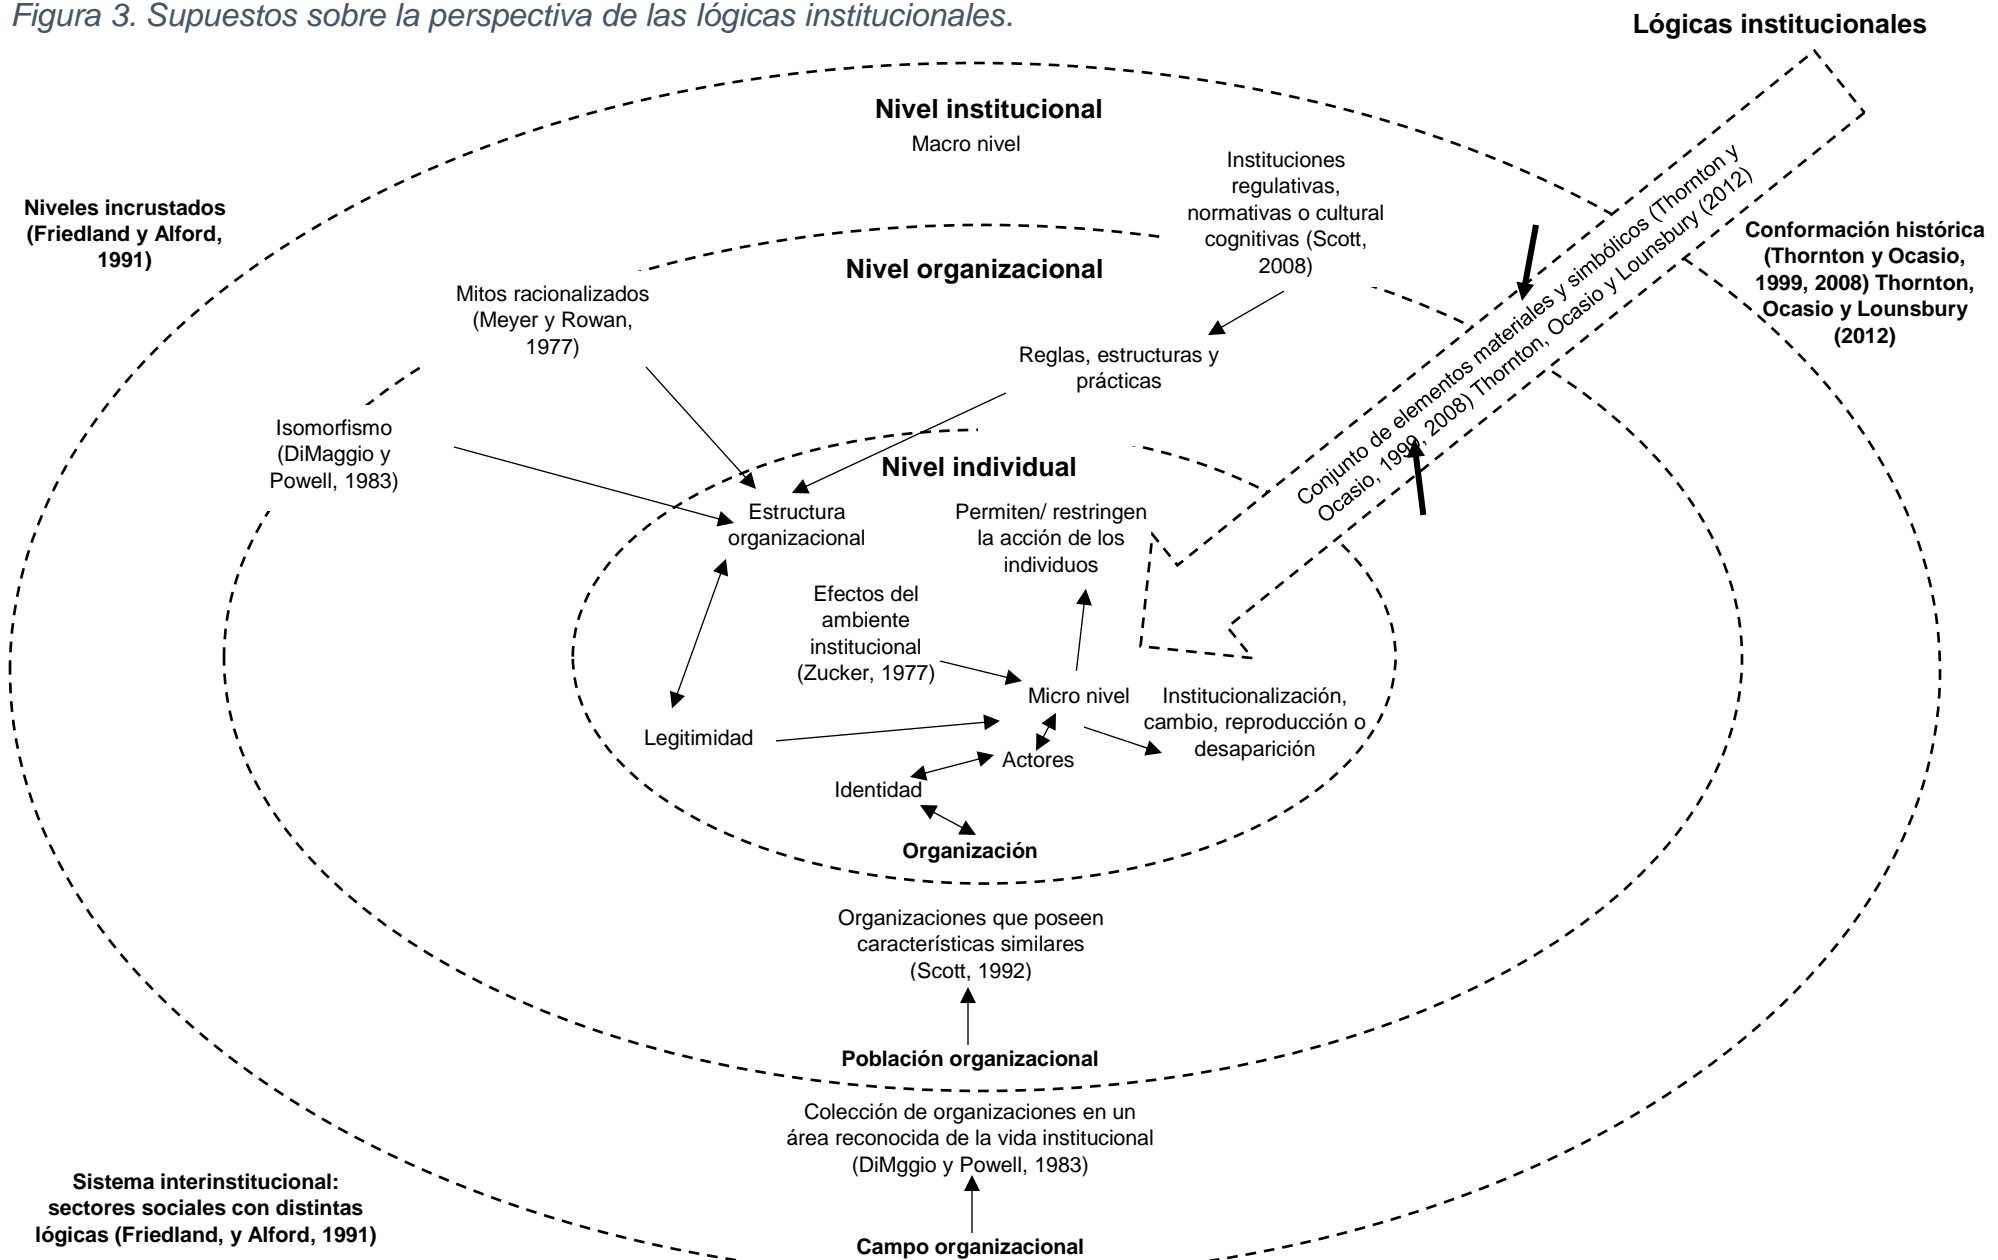 Figura 3. Supuestos sobre la perspectiva de las lógicas institucionales.
Lógicas institucionales
Nivel institucional
Macro nivel
Instituciones
regulativas,
normativas o cultural
cognitivas (Scott,
2008)
Niveles incrustados
(Friedland y Alford,
1991)
Conformación histórica
(Thornton y Ocasio,
1999, 2008) Thornton,
Ocasio y Lounsbury
(2012)
Conjunto de elementos materiales y simbólicos (Thornton y
Ocasio, 1999, 2008) Thornton, Ocasio y Lounsbury (2012)
Nivel organizacional
Mitos racionalizados
(Meyer y Rowan,
1977)
Reglas, estructuras y
prácticas
Isomorfismo
(DiMaggio y
Powell, 1983)
Nivel individual
Estructura
organizacional
Permiten/ restringen
la acción de los
individuos
Efectos del
ambiente
institucional
(Zucker, 1977)
Micro nivel
Institucionalización,
cambio, reproducción o
desaparición
Legitimidad
Actores
Identidad
Organización
Organizaciones que poseen
características similares
(Scott, 1992)
Población organizacional
Colección de organizaciones en un
área reconocida de la vida institucional
(DiMggio y Powell, 1983)
Sistema interinstitucional:
sectores sociales con distintas
lógicas (Friedland, y Alford, 1991)
Campo organizacional